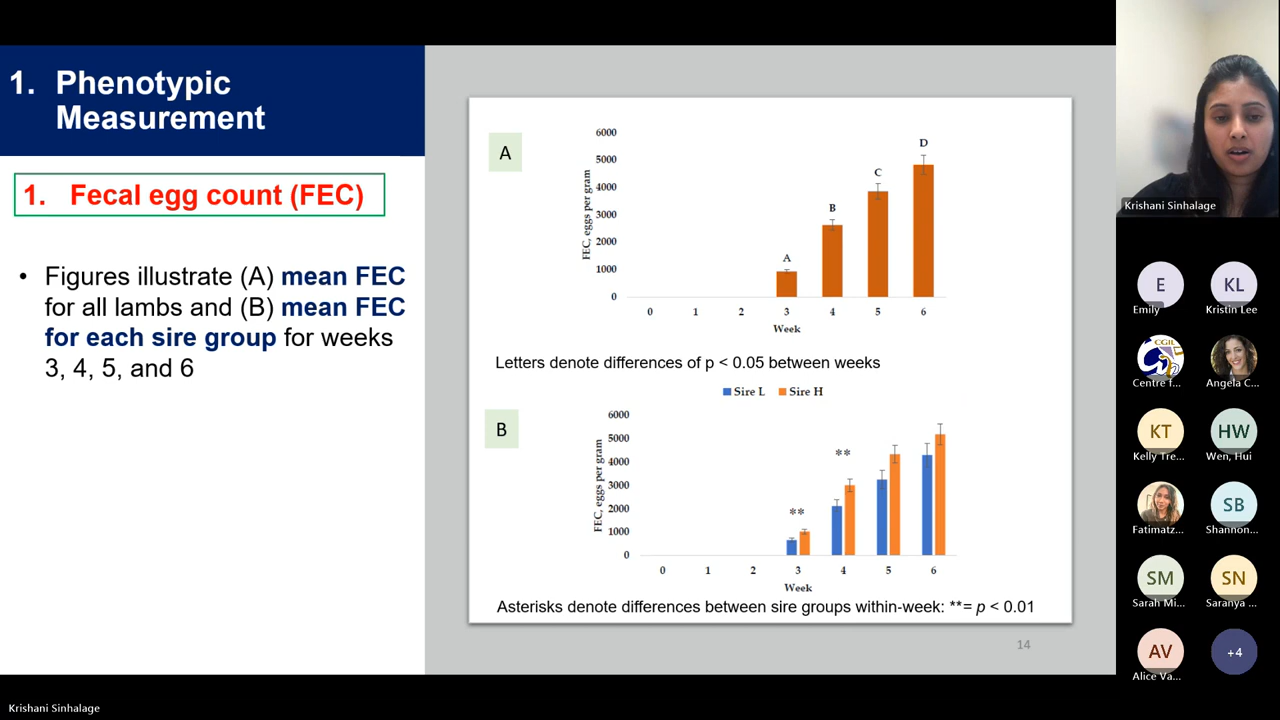 1. Phenotypic
Measurement
1. Fecal egg count (FEC)
• Figures illustrate (A) mean FEC
for all lambs and (B) mean FEC
for each sire group for weeks
3, 4, 5, and 6
A
FEC, eggs per gram
6000
5000
4000
3000
2000
1000
0
A
B
C
D
0 1 2 3 4 5 6
Week
Letters denote differences of p < 0.05 between weeks
Sire L Sire H
B
FEC, eggs per gram
6000
5000
4000
3000
2000
1000
0
**
**
0 1 2 3 4 5 6
Week
Asterisks denote differences between sire groups within-week: **= p < 0.01
14
Krishani Sinhalage
E
Emily
KL
Kristin Lee
CGIL
Centre f...
Angela C...
KT
Kelly Tre...
HW
Wen, Hui
Fatimatz...
SB
Shannon...
SM
Sarah Mi...
SN
Saranya ...
AV
Alice Va...
+4
Krishani Sinhalage